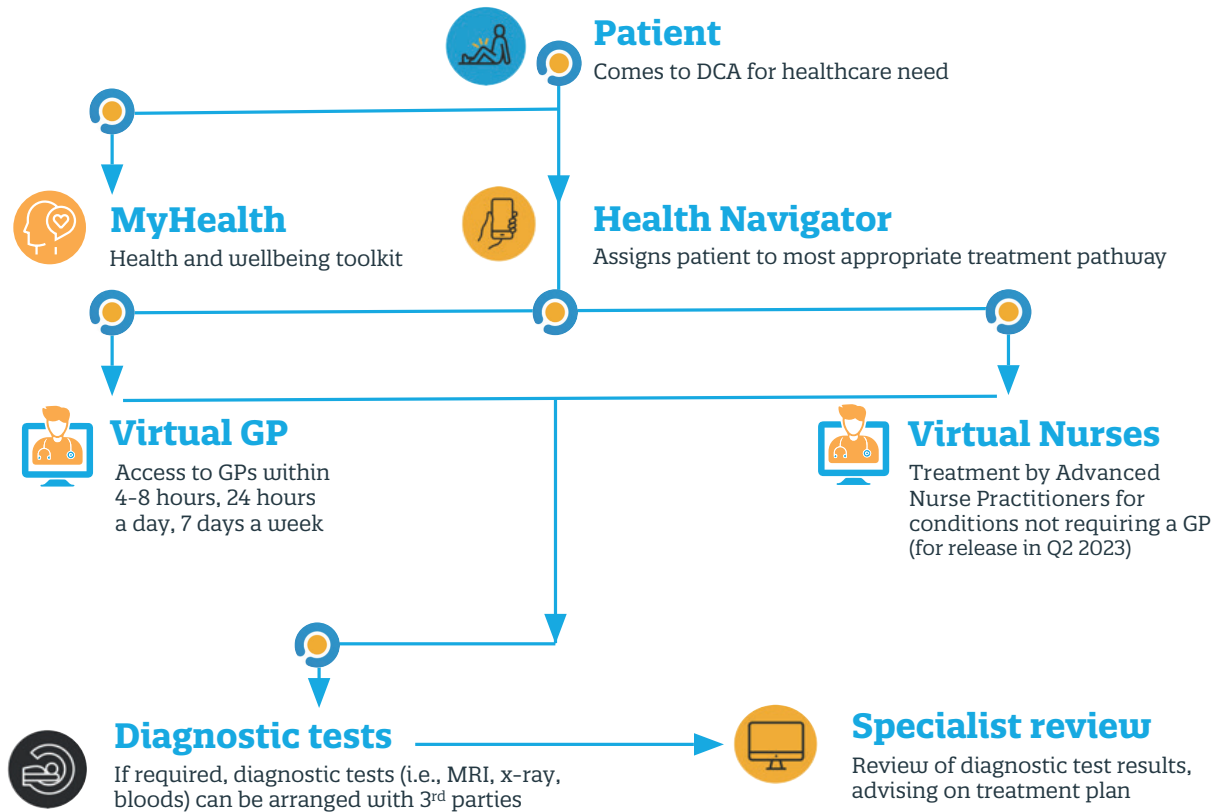 Patient
Comes to DCA for healthcare need
MyHealth
Health and wellbeing toolkit
Health Navigator
Assigns patient to most appropriate treatment pathway
Virtual GP
Access to GPs within
4-8 hours, 24 hours
a day, 7 days a week
Virtual Nurses
Treatment by Advanced
Nurse Practitioners for
conditions not requiring a GP
(for release in Q2 2023)
Diagnostic tests
If required, diagnostic tests (i.e., MRI, x-ray,
bloods) can be arranged with 3rd parties
Specialist review
Review of diagnostic test results,
advising on treatment plan